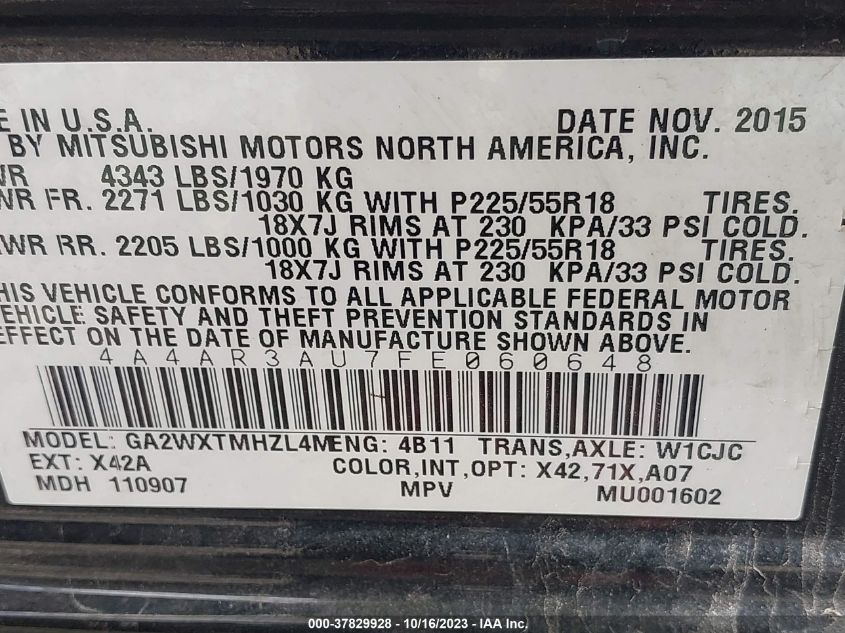 E IN U.S.A. DATE NOV. 2015
BY MITSUBISHI MOTORS NORTH AMERICA, INC.
WR 4343 LBS/1970 KG
WR FR. 2271 LBS/1030 KG WITH P225/55R18 TIRES.
18X7J RIMS AT 230 KPA/33 PSI COLD.
WR RR. 2205 LBS/1000 KG WITH P225/55R18 TIRES.
18X7J RIMS AT 230 KPA/33 PSI COLD.
HIS VEHICLE CONFORMS TO ALL APPLICABLE FEDERAL MOTOR
VEHICLE SAFETY AND THEFT PREVENTION STANDARDS IN
EFFECT ON THE DATE OF MANUFACTURE SHOWN ABOVE.
4A4AR3AU7FE060648
MODEL: GA2WXTMHZL4M ENG: 4B11 TRANS,AXLE: W1CJC
EXT: X42A COLOR,INT,OPT: X42,71X,A07
MDH 110907 MPV MU001602
000-37829928 - 10/16/2023 - IAA Inc.